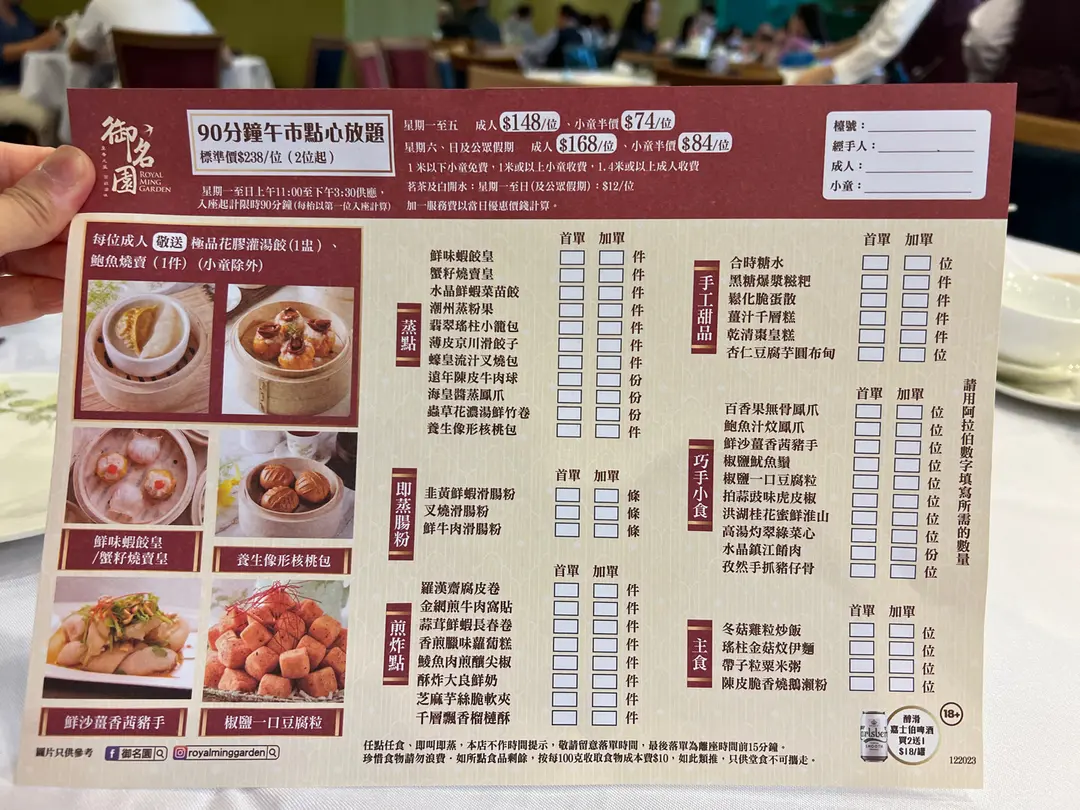 御名園
ROYAL
MING
GARDEN
90分鐘午市點心放題
標準價$238/位（2位起）
星期一至日上午11:00至下午3:30供應，
入座起計限時90分鐘(每枱以第一位入座計算)
星期一至五 成人 $148/位、小童半價 $74/位
星期六、日及公眾假期 成人 $168/位、小童半價 $84/位
1米以下小童免費，1米或以上小童收費，1.4米或以上成人收費
茗茶及白開水：星期一至日(及公眾假期)：$12/位
加一服務費以當日優惠價錢計算。
檯號：
經手人：
成人：
小童：
每位成人 敬送 極品花膠灌湯餃(1盅)、
鮑魚燒賣（1件）(小童除外)
鮮味蝦餃皇
/蟹籽燒賣皇
養生像形核桃包
鮮沙薑香茜豬手
椒鹽一口豆腐粒
圖片只供參考
御名園
royalminggarden
蒸點
首單 加單
鮮味蝦餃皇 件
蟹籽燒賣皇 件
水晶鮮蝦菜苗餃 件
潮州蒸粉果 件
翡翠瑤柱小籠包 件
薄皮京川滑餃子 件
蠔皇流汁叉燒包 件
遠年陳皮牛肉球 份
海皇醬蒸鳳爪 份
蟲草花濃湯鮮竹卷 份
養生像形核桃包 件
即蒸腸粉
首單 加單
韭黃鮮蝦滑腸粉 條
叉燒滑腸粉 條
鮮牛肉滑腸粉 條
煎炸點
首單 加單
羅漢齋腐皮卷 件
金網煎牛肉窩貼 件
蒜茸鮮蝦長春卷 件
香煎臘味蘿蔔糕 件
鯪魚肉煎釀尖椒 件
酥炸大良鮮奶 件
芝麻芋絲脆軟夾 件
千層飄香榴槤酥 件
手工甜品
首單 加單
合時糖水 位
黑糖爆漿糍粑 件
鬆化脆蛋散 件
薑汁千層糕 件
乾清棗皇糕 件
杏仁豆腐芋圓布甸 位
巧手小食
首單 加單
百香果無骨鳳爪 位
鮑魚汁炆鳳爪 位
鮮沙薑香茜豬手 位
椒鹽魷魚鬚 位
椒鹽一口豆腐粒 位
拍蒜豉味虎皮椒 位
洪湖桂花蜜鮮淮山 位
高湯灼翠綠菜心 位
水晶鎮江餚肉 份
孜然手抓豬仔骨 位
主食
首單 加單
冬菇雞粒炒飯 位
瑤柱金菇炆伊麵 位
帶子粒粟米粥 位
陳皮脆香燒鵝瀨粉 位
請用阿拉伯數字填寫所需的數量
任點任食、即叫即蒸，本店不作時間提示，敬請留意落單時間，最後落單為離座時間前15分鐘。
珍惜食物請勿浪費。如所點食品剩餘，按每100克收取食物成本費$10，如此類推，只供堂食不可攜走。
Carlsberg
醇滑
嘉士伯啤酒
買2送1
$18/罐
18+
122023